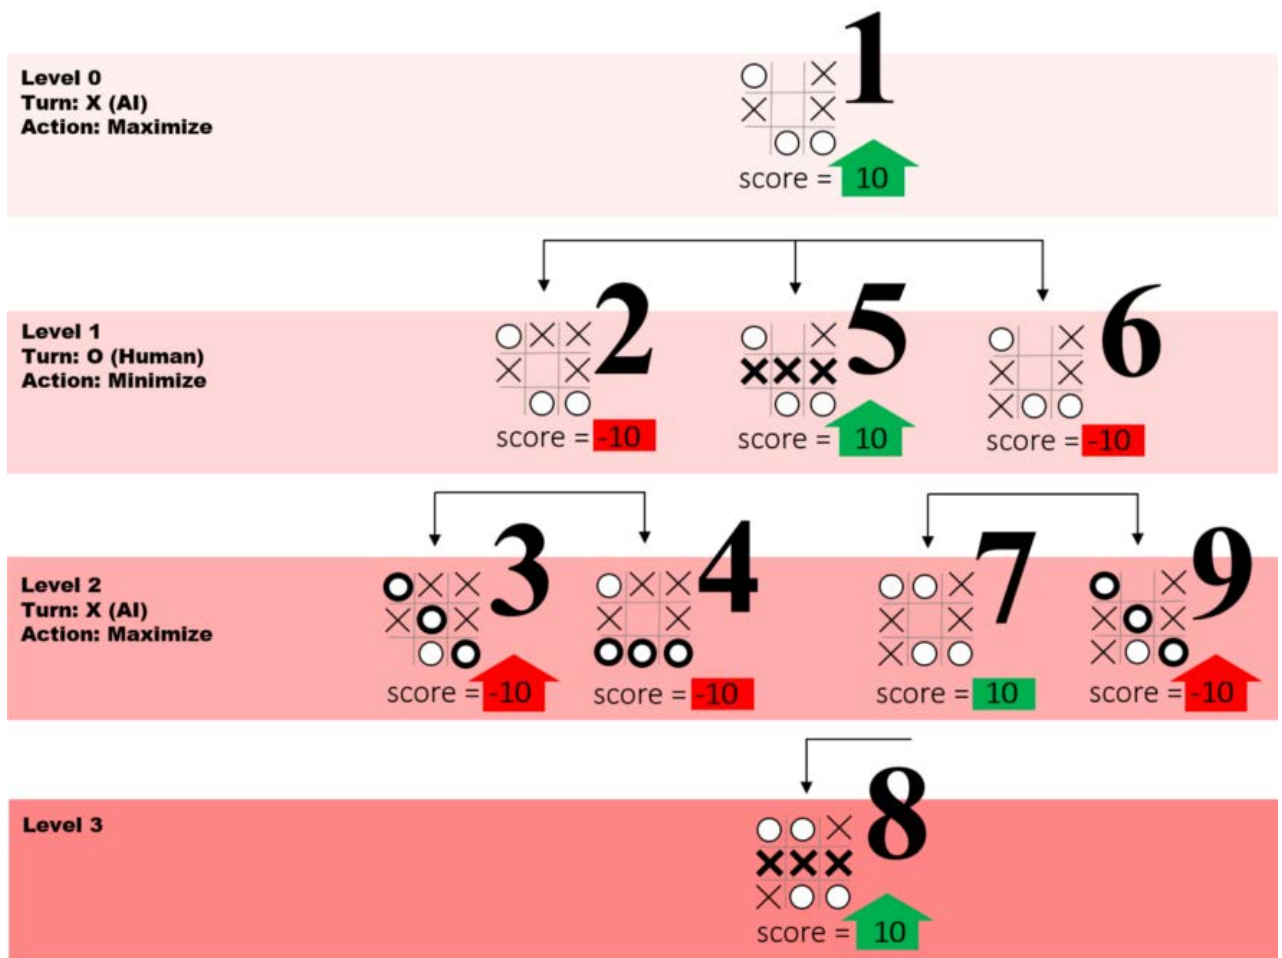 Level 0
Turn: X (AI)
Action: Maximize
1
score = 10
Level 1
Turn: O (Human)
Action: Minimize
2
score = -10
5
score = 10
6
score = -10
Level 2
Turn: X (AI)
Action: Maximize
3
score = -10
4
score = -10
7
score = 10
9
score = -10
Level 3
8
score = 10